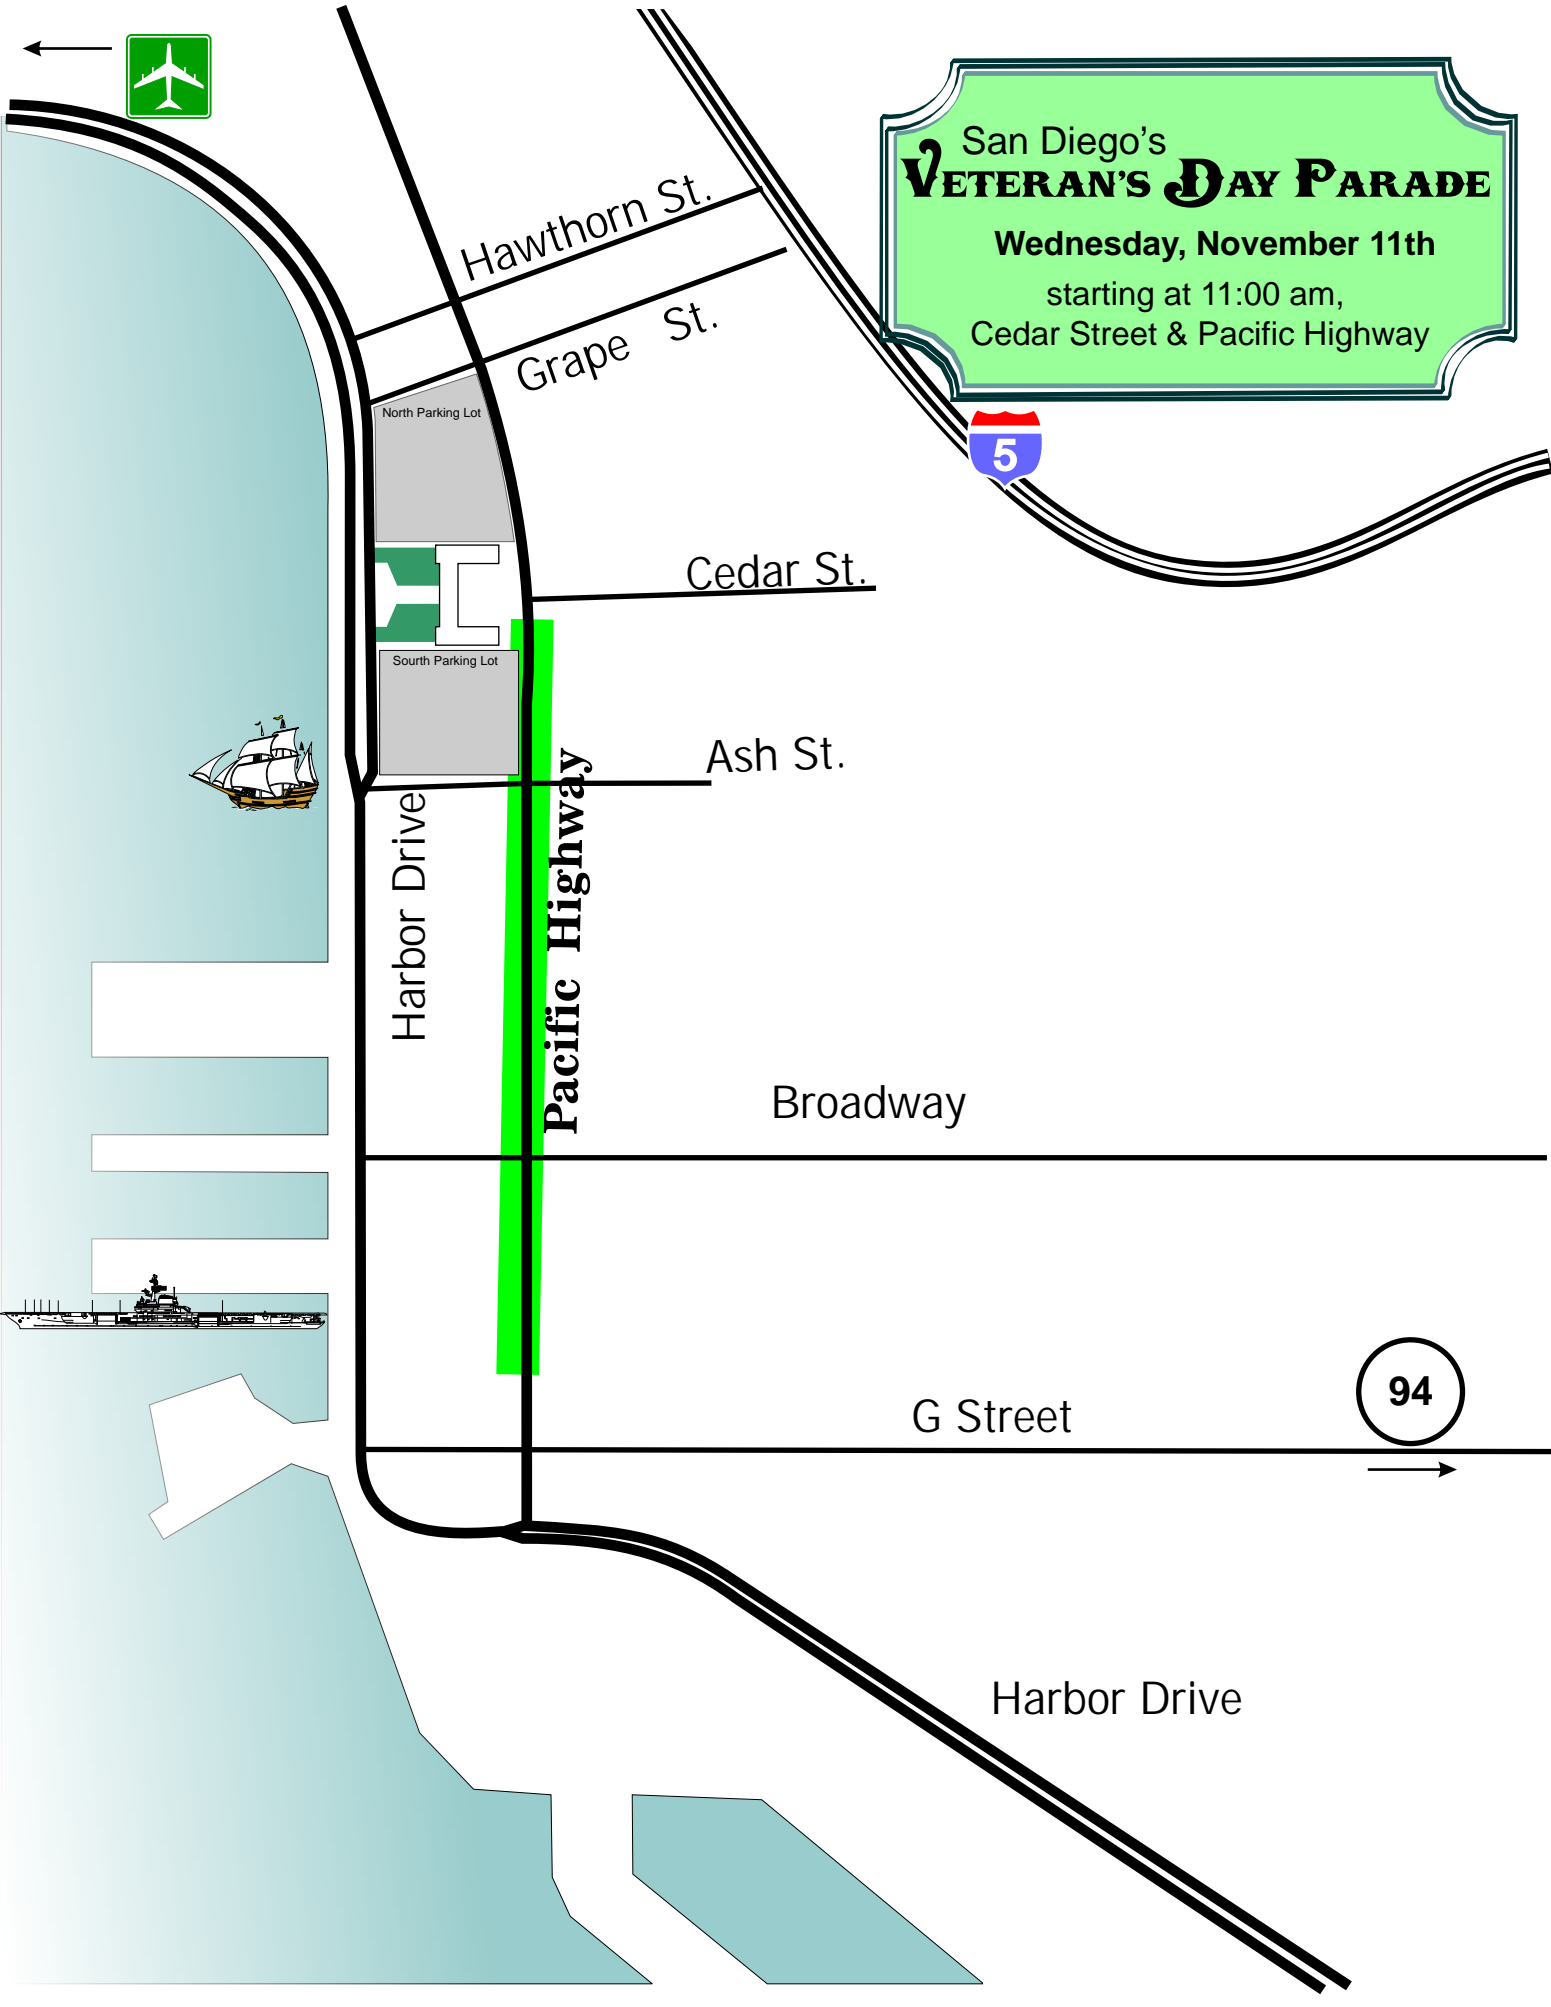 San Diego's
VETERAN'S DAY PARADE
Wednesday, November 11th
starting at 11:00 am,
Cedar Street & Pacific Highway
Hawthorn St.
Grape St.
North Parking Lot
5
Cedar St.
Sourth Parking Lot
Ash St.
Harbor Drive
Pacific Highway
Broadway
94
G Street
Harbor Drive